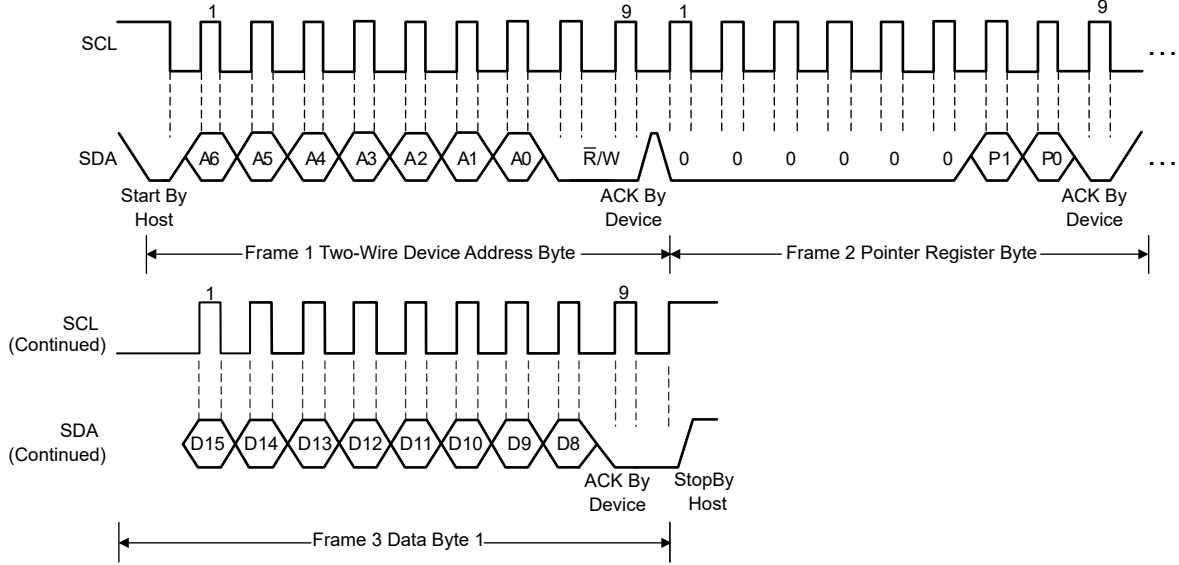 1 9 1 9
SCL ...
SDA A6 A5 A4 A3 A2 A1 A0 R̅/W 0 0 0 0 0 0 P1 P0 ...
Start By Host
ACK By Device
ACK By Device
Frame 1 Two-Wire Device Address Byte
Frame 2 Pointer Register Byte
1 9
SCL
(Continued)
SDA
(Continued)
D15 D14 D13 D12 D11 D10 D9 D8
ACK By Device
StopBy Host
Frame 3 Data Byte 1